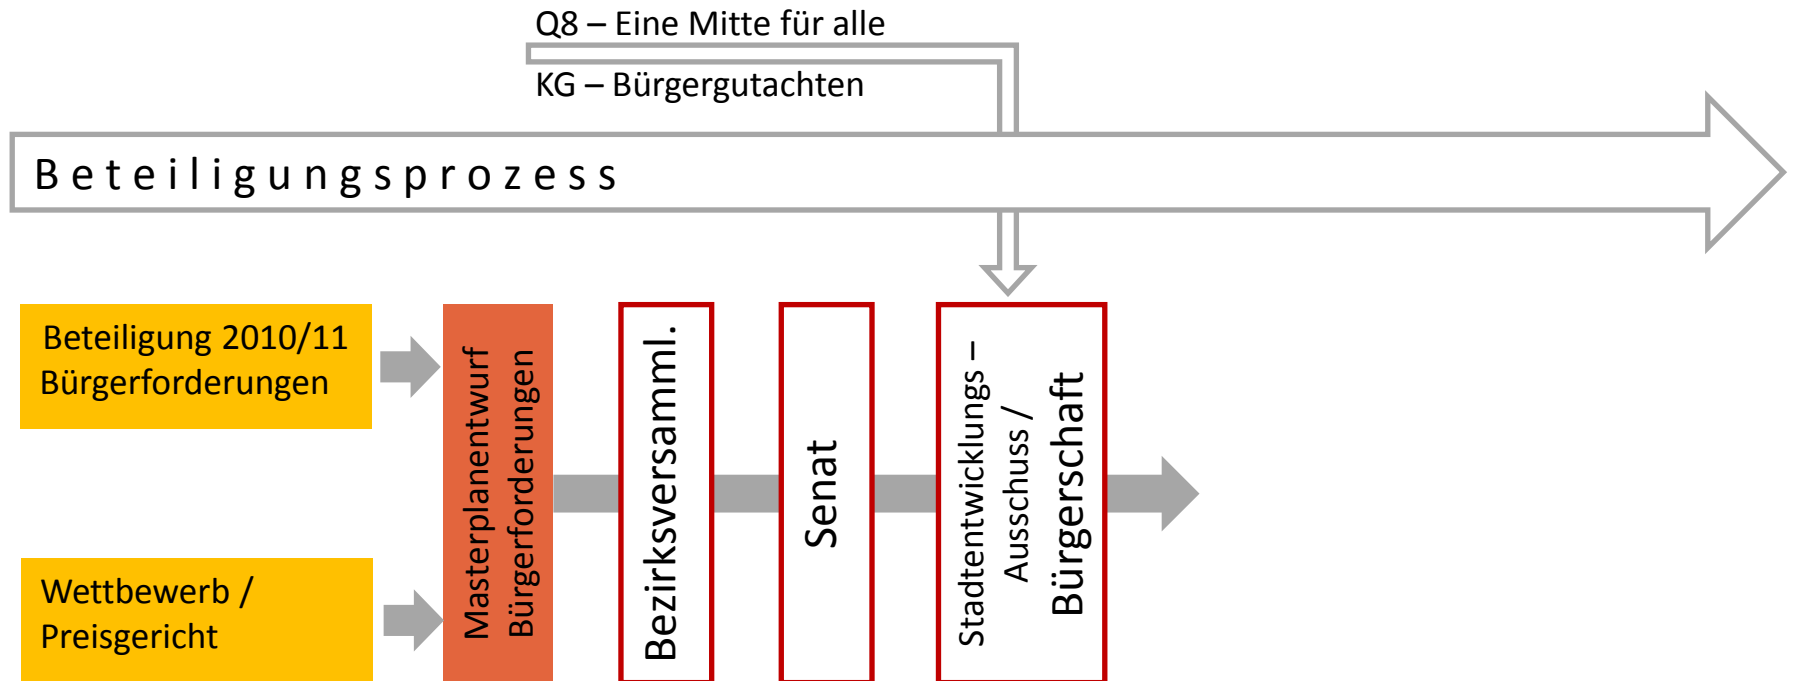 Q8 – Eine Mitte für alle
KG – Bürgergutachten
Beteiligungsprozess
Beteiligung 2010/11
Bürgerforderungen
Wettbewerb /
Preisgericht
Masterplanentwurf
Bürgerforderungen
Bezirksversamml.
Senat
Stadtentwicklungs –
Ausschuss /
Bürgerschaft